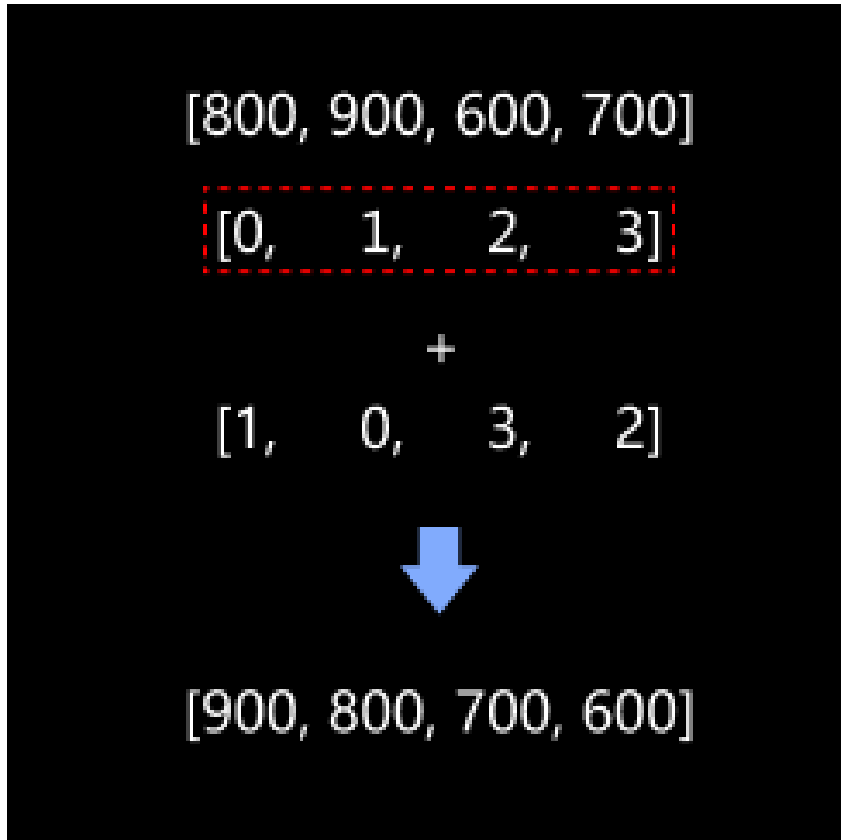 [800, 900, 600, 700]
[0, 1, 2, 3]
+
[1, 0, 3, 2]
[900, 800, 700, 600]